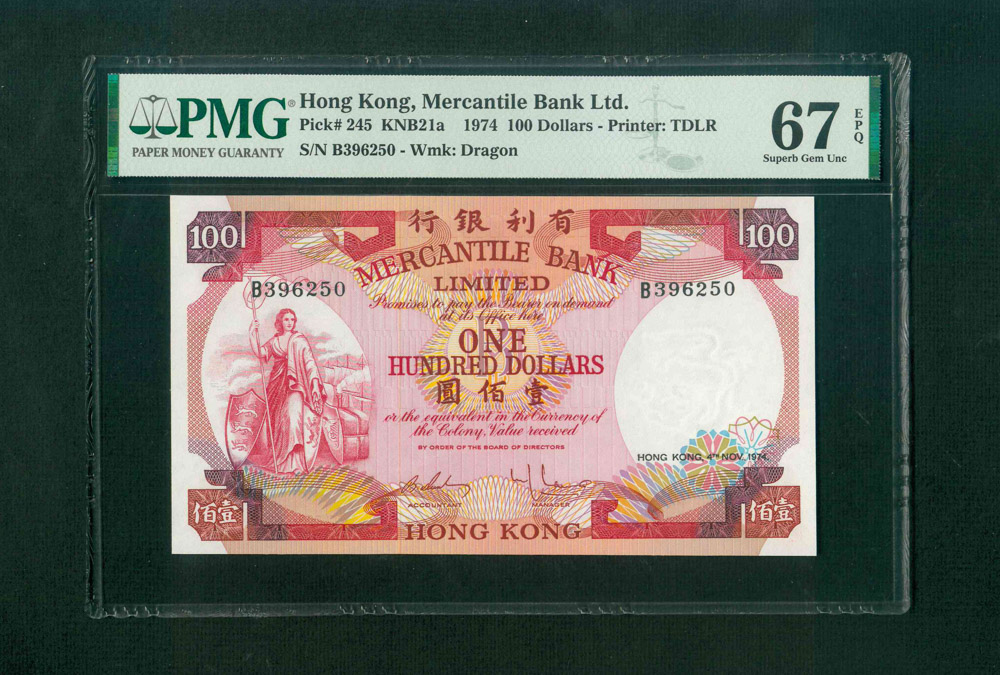 PMG®
PAPER MONEY GUARANTY
Hong Kong, Mercantile Bank Ltd.
Pick# 245 KNB21a 1974 100 Dollars - Printer: TDLR
S/N B396250 - Wmk: Dragon
67
EPQ
Superb Gem Unc
100
行銀利有
100
MERCANTILE BANK
LIMITED
B396250
B396250
Promises to pay the Bearer on demand
at its Office here
ONE
HUNDRED DOLLARS
圓佰壹
or the equivalent in the Currency of
the Colony, Value received
BY ORDER OF THE BOARD OF DIRECTORS
HONG KONG, 4TH NOV. 1974.
ACCOUNTANT
MANAGER
佰壹
佰壹
HONG KONG